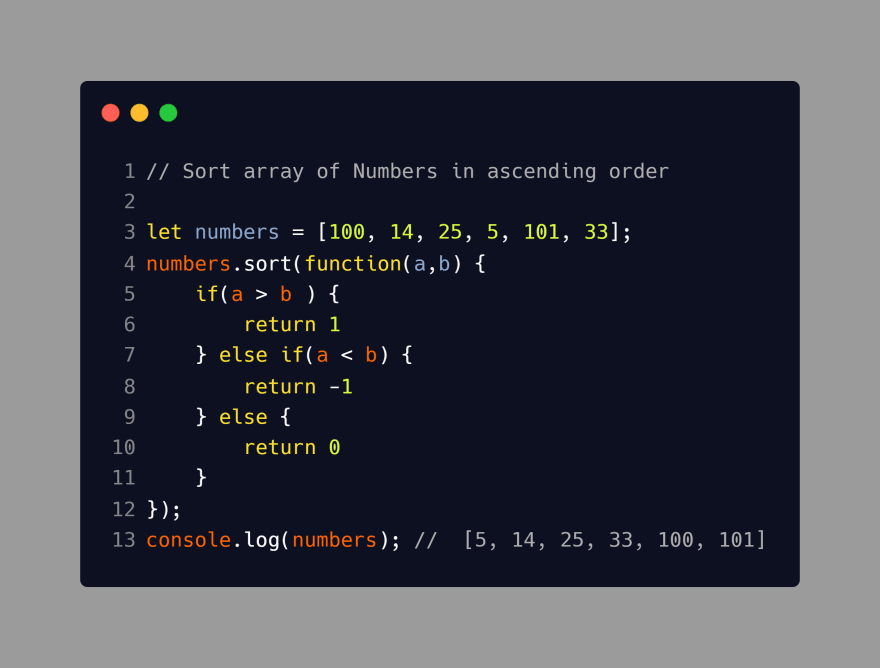 1 // Sort array of Numbers in ascending order
2
3 let numbers = [100, 14, 25, 5, 101, 33];
4 numbers.sort(function(a,b) {
5     if(a > b ) {
6         return 1
7     } else if(a < b) {
8         return -1
9     } else {
10         return 0
11     }
12 });
13 console.log(numbers); //  [5, 14, 25, 33, 100, 101]